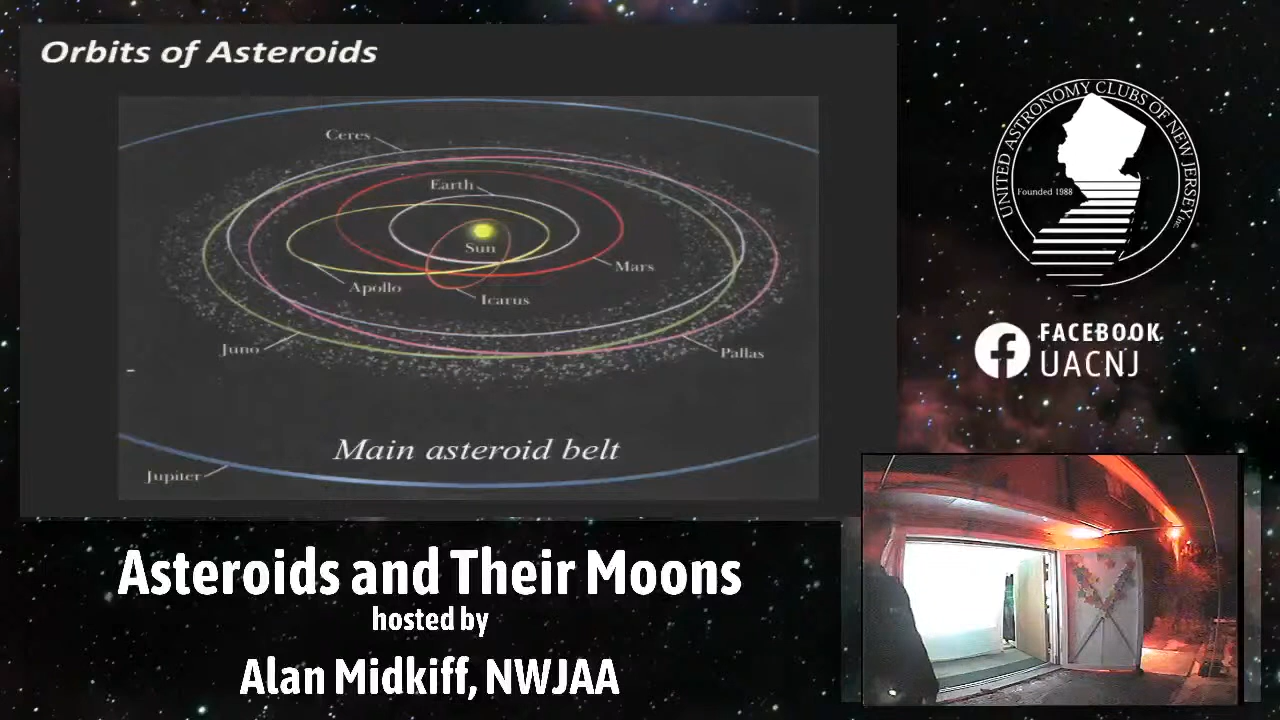 Orbits of Asteroids
Ceres
Earth
Sun
Mars
Apollo
Icarus
Juno
Pallas
Main asteroid belt
Jupiter
UNITED ASTRONOMY CLUBS OF NEW JERSEY, Inc.
Founded 1988
FACEBOOK
UACNJ
Asteroids and Their Moons
hosted by
Alan Midkiff, NWJAA